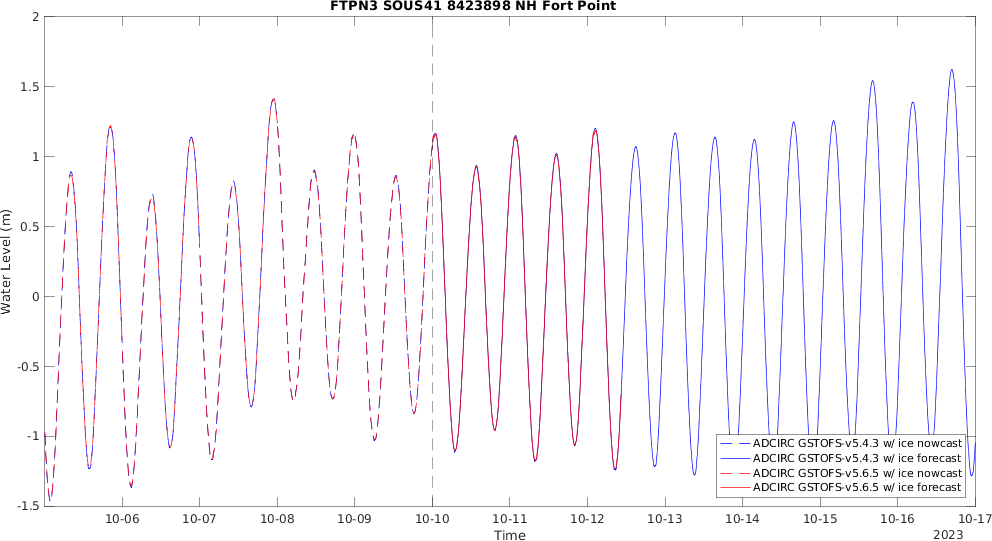 FTPN3 SOUS41 8423898 NH Fort Point
2
1.5
1
0.5
0
-0.5
-1
-1.5
Water Level (m)
ADCIRC GSTOFS-v5.4.3 w/ ice nowcast
ADCIRC GSTOFS-v5.4.3 w/ ice forecast
ADCIRC GSTOFS-v5.6.5 w/ ice nowcast
ADCIRC GSTOFS-v5.6.5 w/ ice forecast
10-06 10-07 10-08 10-09 10-10 10-11 10-12 10-13 10-14 10-15 10-16 10-17
Time
2023